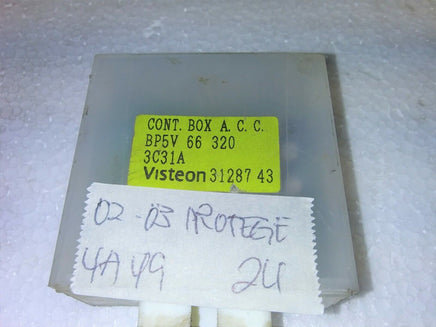 CONT. BOX A. C. C.
BP5V 66 320
3C31A
Visteon 31287 43
02 - 03 PROTEGE
4A49 2U